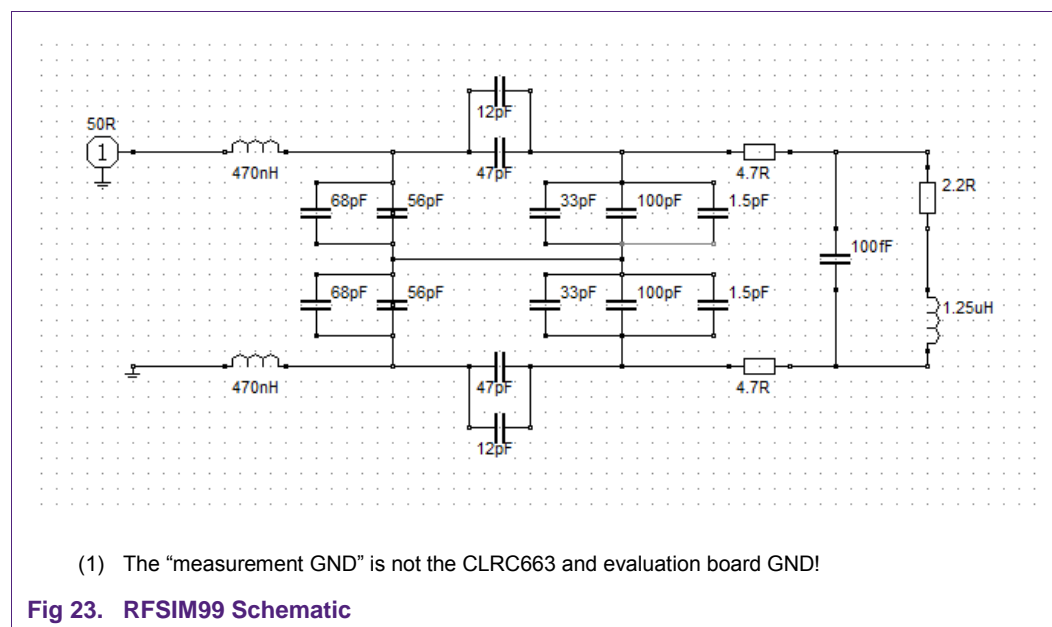 12pF
50R
1
470nH
47pF
4.7R
2.2R
68pF 56pF 33pF 100pF 1.5pF
100fF
68pF 56pF 33pF 100pF 1.5pF
1.25uH
470nH
47pF
4.7R
12pF
(1) The “measurement GND” is not the CLRC663 and evaluation board GND!
Fig 23. RFSIM99 Schematic